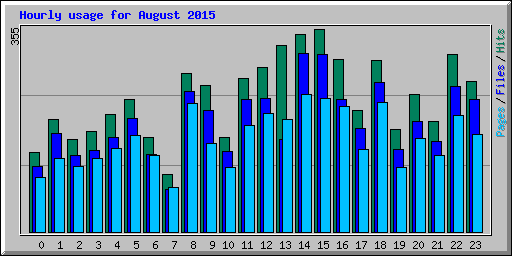 Hourly usage for August 2015
355
Pages / Files / Hits
0 1 2 3 4 5 6 7 8 9 10 11 12 13 14 15 16 17 18 19 20 21 22 23